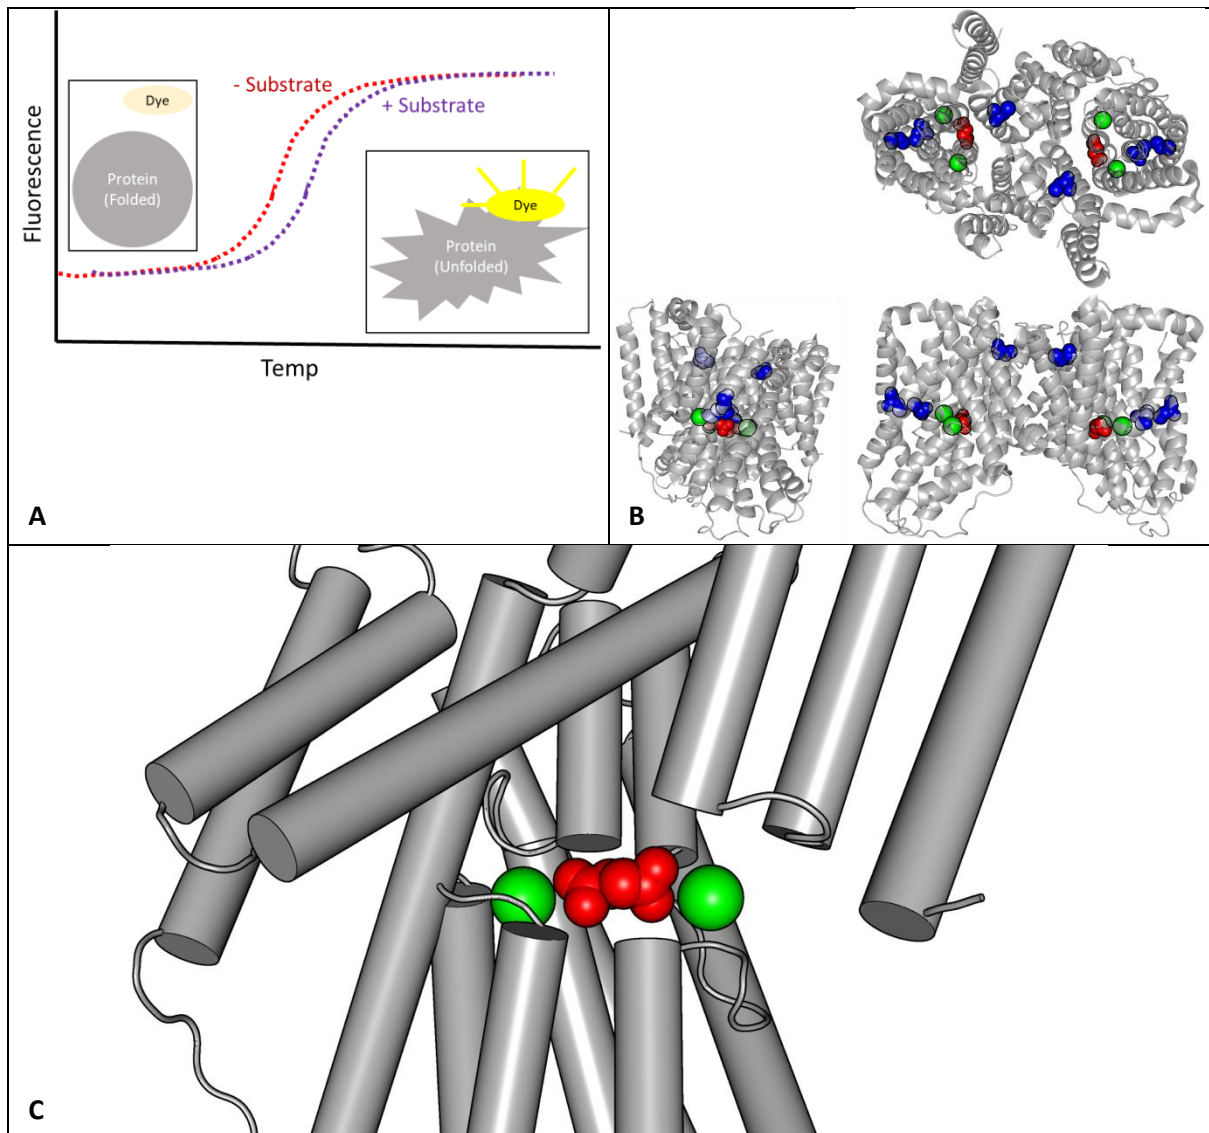 - Substrate
+ Substrate
Dye
Protein
(Folded)
Dye
Protein
(Unfolded)
Fluorescence
Temp
A
B
C